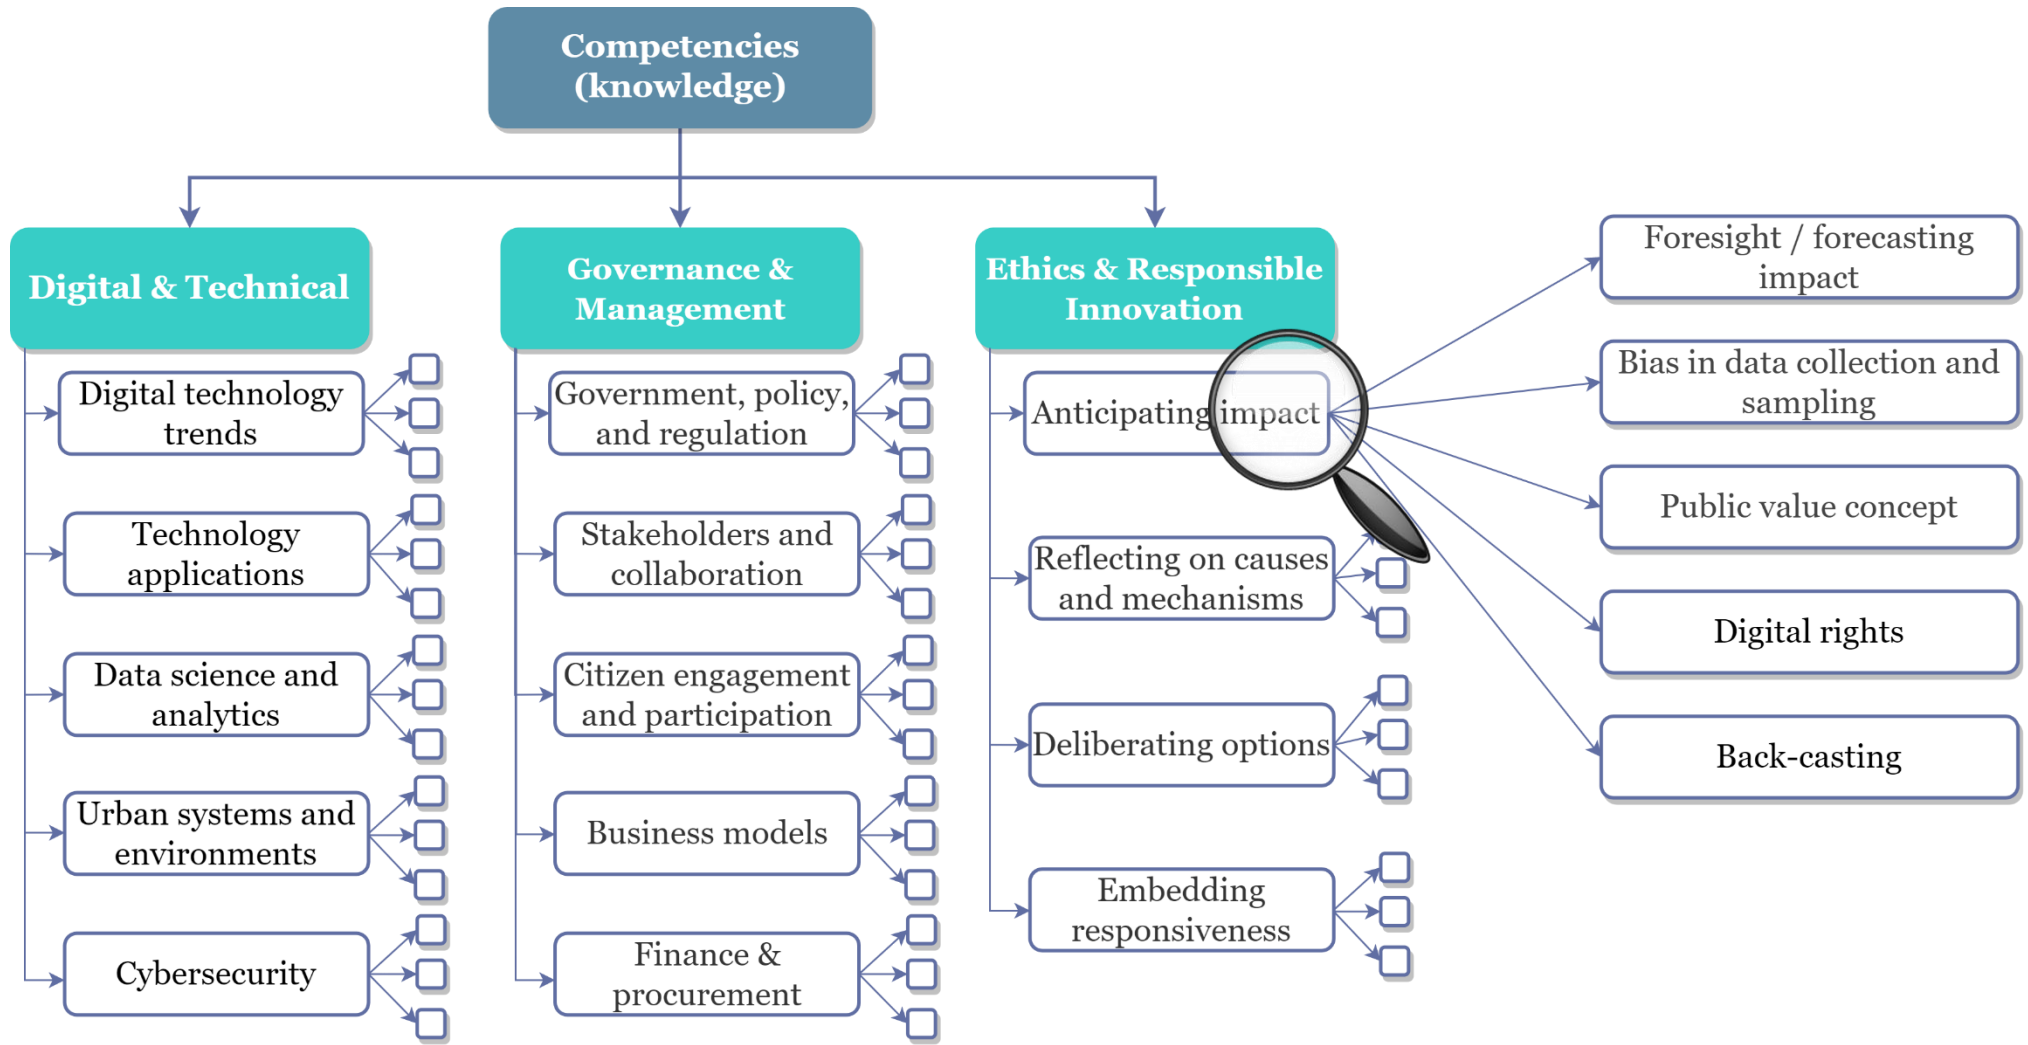 Competencies
(knowledge)
Digital & Technical
Digital technology
trends
Technology
applications
Data science and
analytics
Urban systems and
environments
Cybersecurity
Governance &
Management
Government, policy,
and regulation
Stakeholders and
collaboration
Citizen engagement
and participation
Business models
Finance &
procurement
Ethics & Responsible
Innovation
Anticipating impact
Reflecting on causes
and mechanisms
Deliberating options
Embedding
responsiveness
Foresight / forecasting
impact
Bias in data collection and
sampling
Public value concept
Digital rights
Back-casting